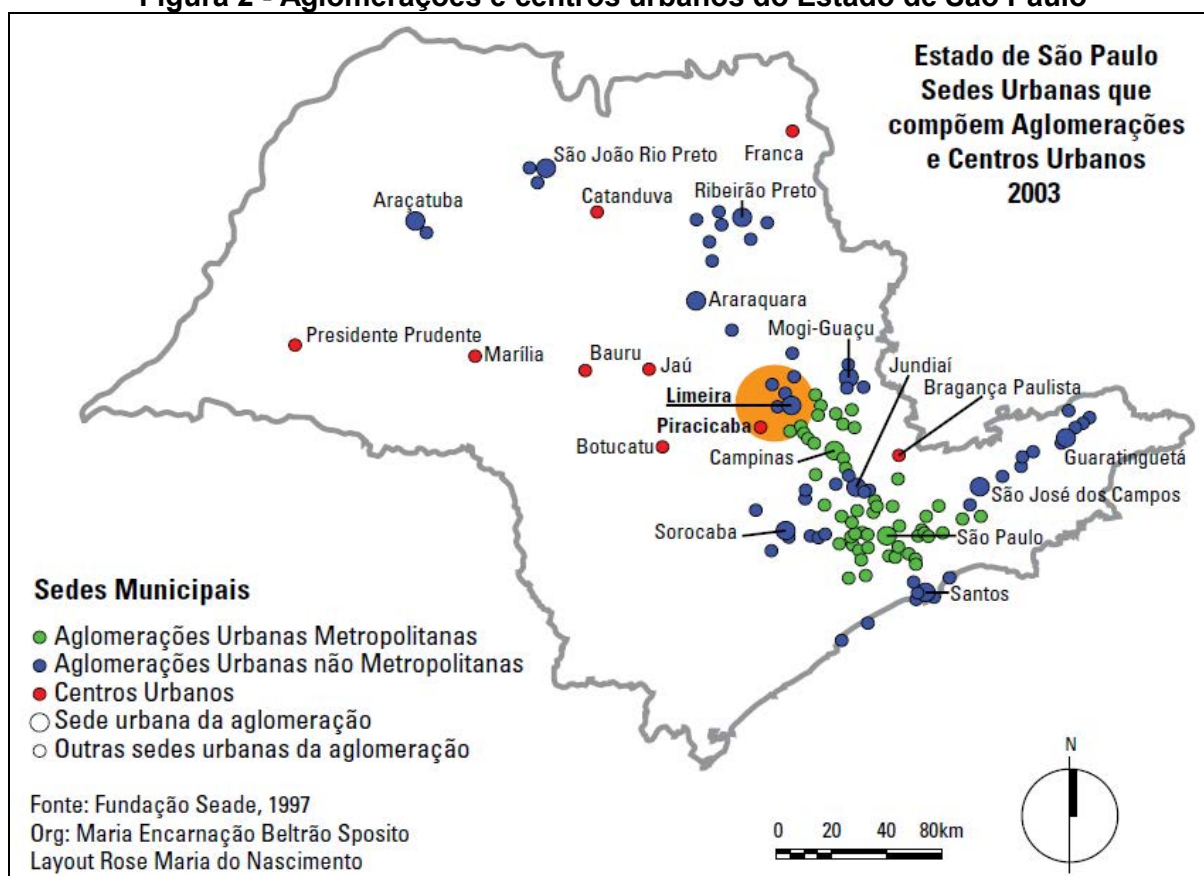 Figura 2 - Aglomerações e centros urbanos do Estado de São Paulo
Estado de São Paulo
Sedes Urbanas que
compõem Aglomerações
e Centros Urbanos
2003
Franca
São João Rio Preto
Catanduva
Ribeirão Preto
Araçatuba
Araraquara
Mogi-Guaçu
Presidente Prudente
Marília
Bauru
Jaú
Jundiaí
Bragança Paulista
Limeira
Piracicaba
Botucatu
Campinas
Guaratinguetá
São José dos Campos
Sorocaba
São Paulo
Santos
Sedes Municipais
Aglomerações Urbanas Metropolitanas
Aglomerações Urbanas não Metropolitanas
Centros Urbanos
Sede urbana da aglomeração
Outras sedes urbanas da aglomeração
Fonte: Fundação Seade, 1997
Org: Maria Encarnação Beltrão Sposito
Layout Rose Maria do Nascimento
0 20 40 80km
N